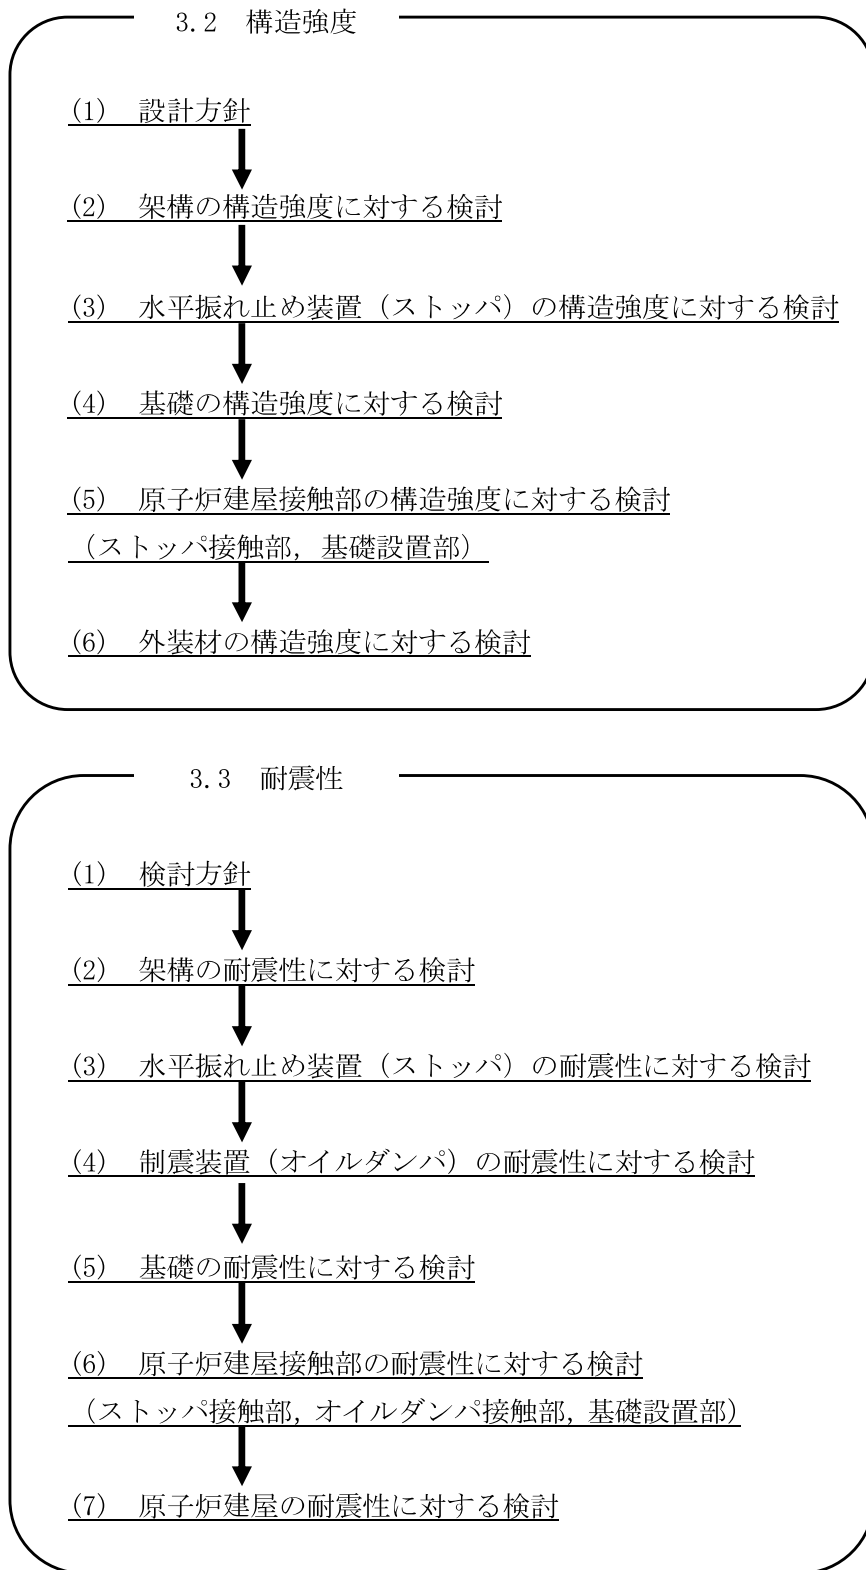 3.2　構造強度
(1)　設計方針
(2)　架構の構造強度に対する検討
(3)　水平振れ止め装置（ストッパ）の構造強度に対する検討
(4)　基礎の構造強度に対する検討
(5)　原子炉建屋接触部の構造強度に対する検討
（ストッパ接触部，基礎設置部）
(6)　外装材の構造強度に対する検討
3.3　耐震性
(1)　検討方針
(2)　架構の耐震性に対する検討
(3)　水平振れ止め装置（ストッパ）の耐震性に対する検討
(4)　制震装置（オイルダンパ）の耐震性に対する検討
(5)　基礎の耐震性に対する検討
(6)　原子炉建屋接触部の耐震性に対する検討
（ストッパ接触部，オイルダンパ接触部，基礎設置部）
(7)　原子炉建屋の耐震性に対する検討